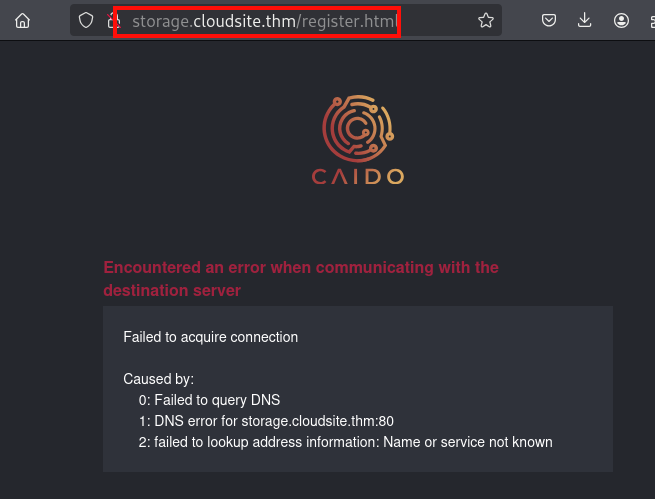 storage.cloudsite.thm/register.html
CAIDO
Encountered an error when communicating with the
destination server
Failed to acquire connection
Caused by:
0: Failed to query DNS
1: DNS error for storage.cloudsite.thm:80
2: failed to lookup address information: Name or service not known